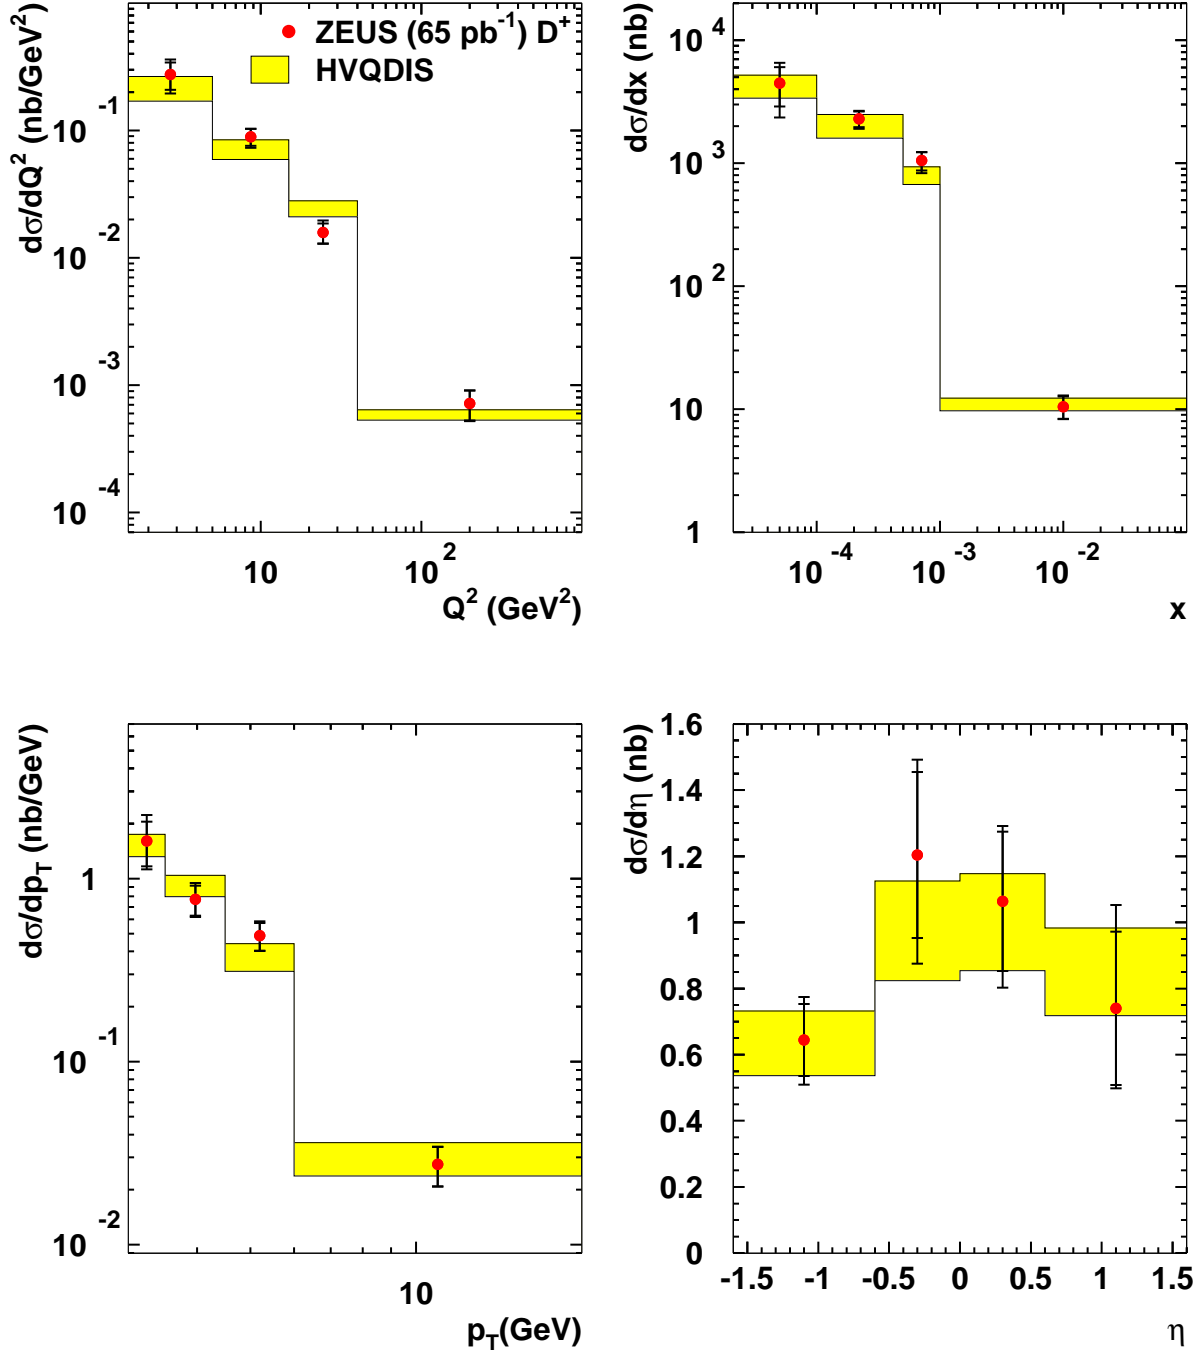 dσ/dQ² (nb/GeV²)
ZEUS (65 pb⁻¹) D⁺
HVQDIS
10⁻¹
10⁻²
10⁻³
10⁻⁴
10 10²
Q² (GeV²)
dσ/dx (nb)
10⁴
10³
10²
10
1
10⁻⁴ 10⁻³ 10⁻²
x
dσ/dp_T (nb/GeV)
1
10⁻¹
10⁻²
10
p_T(GeV)
dσ/dη (nb)
1.6
1.4
1.2
1
0.8
0.6
0.4
0.2
0
-1.5 -1 -0.5 0 0.5 1 1.5
η